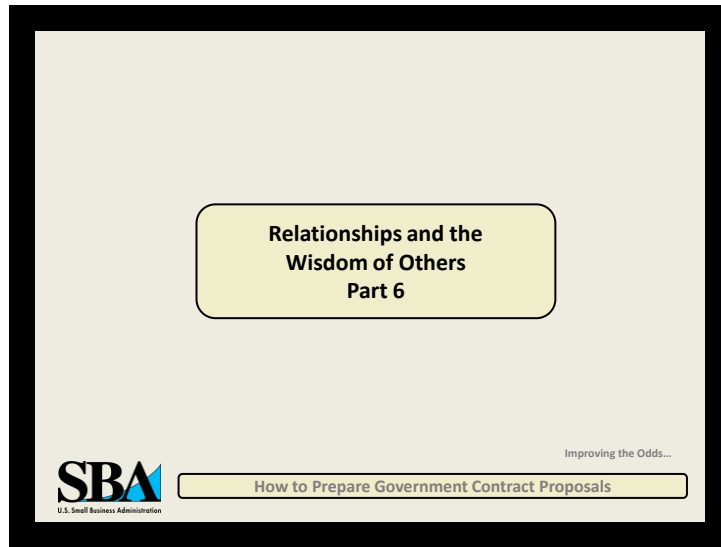 Relationships and the
Wisdom of Others
Part 6
Improving the Odds...
SBA
U.S. Small Business Administration
How to Prepare Government Contract Proposals